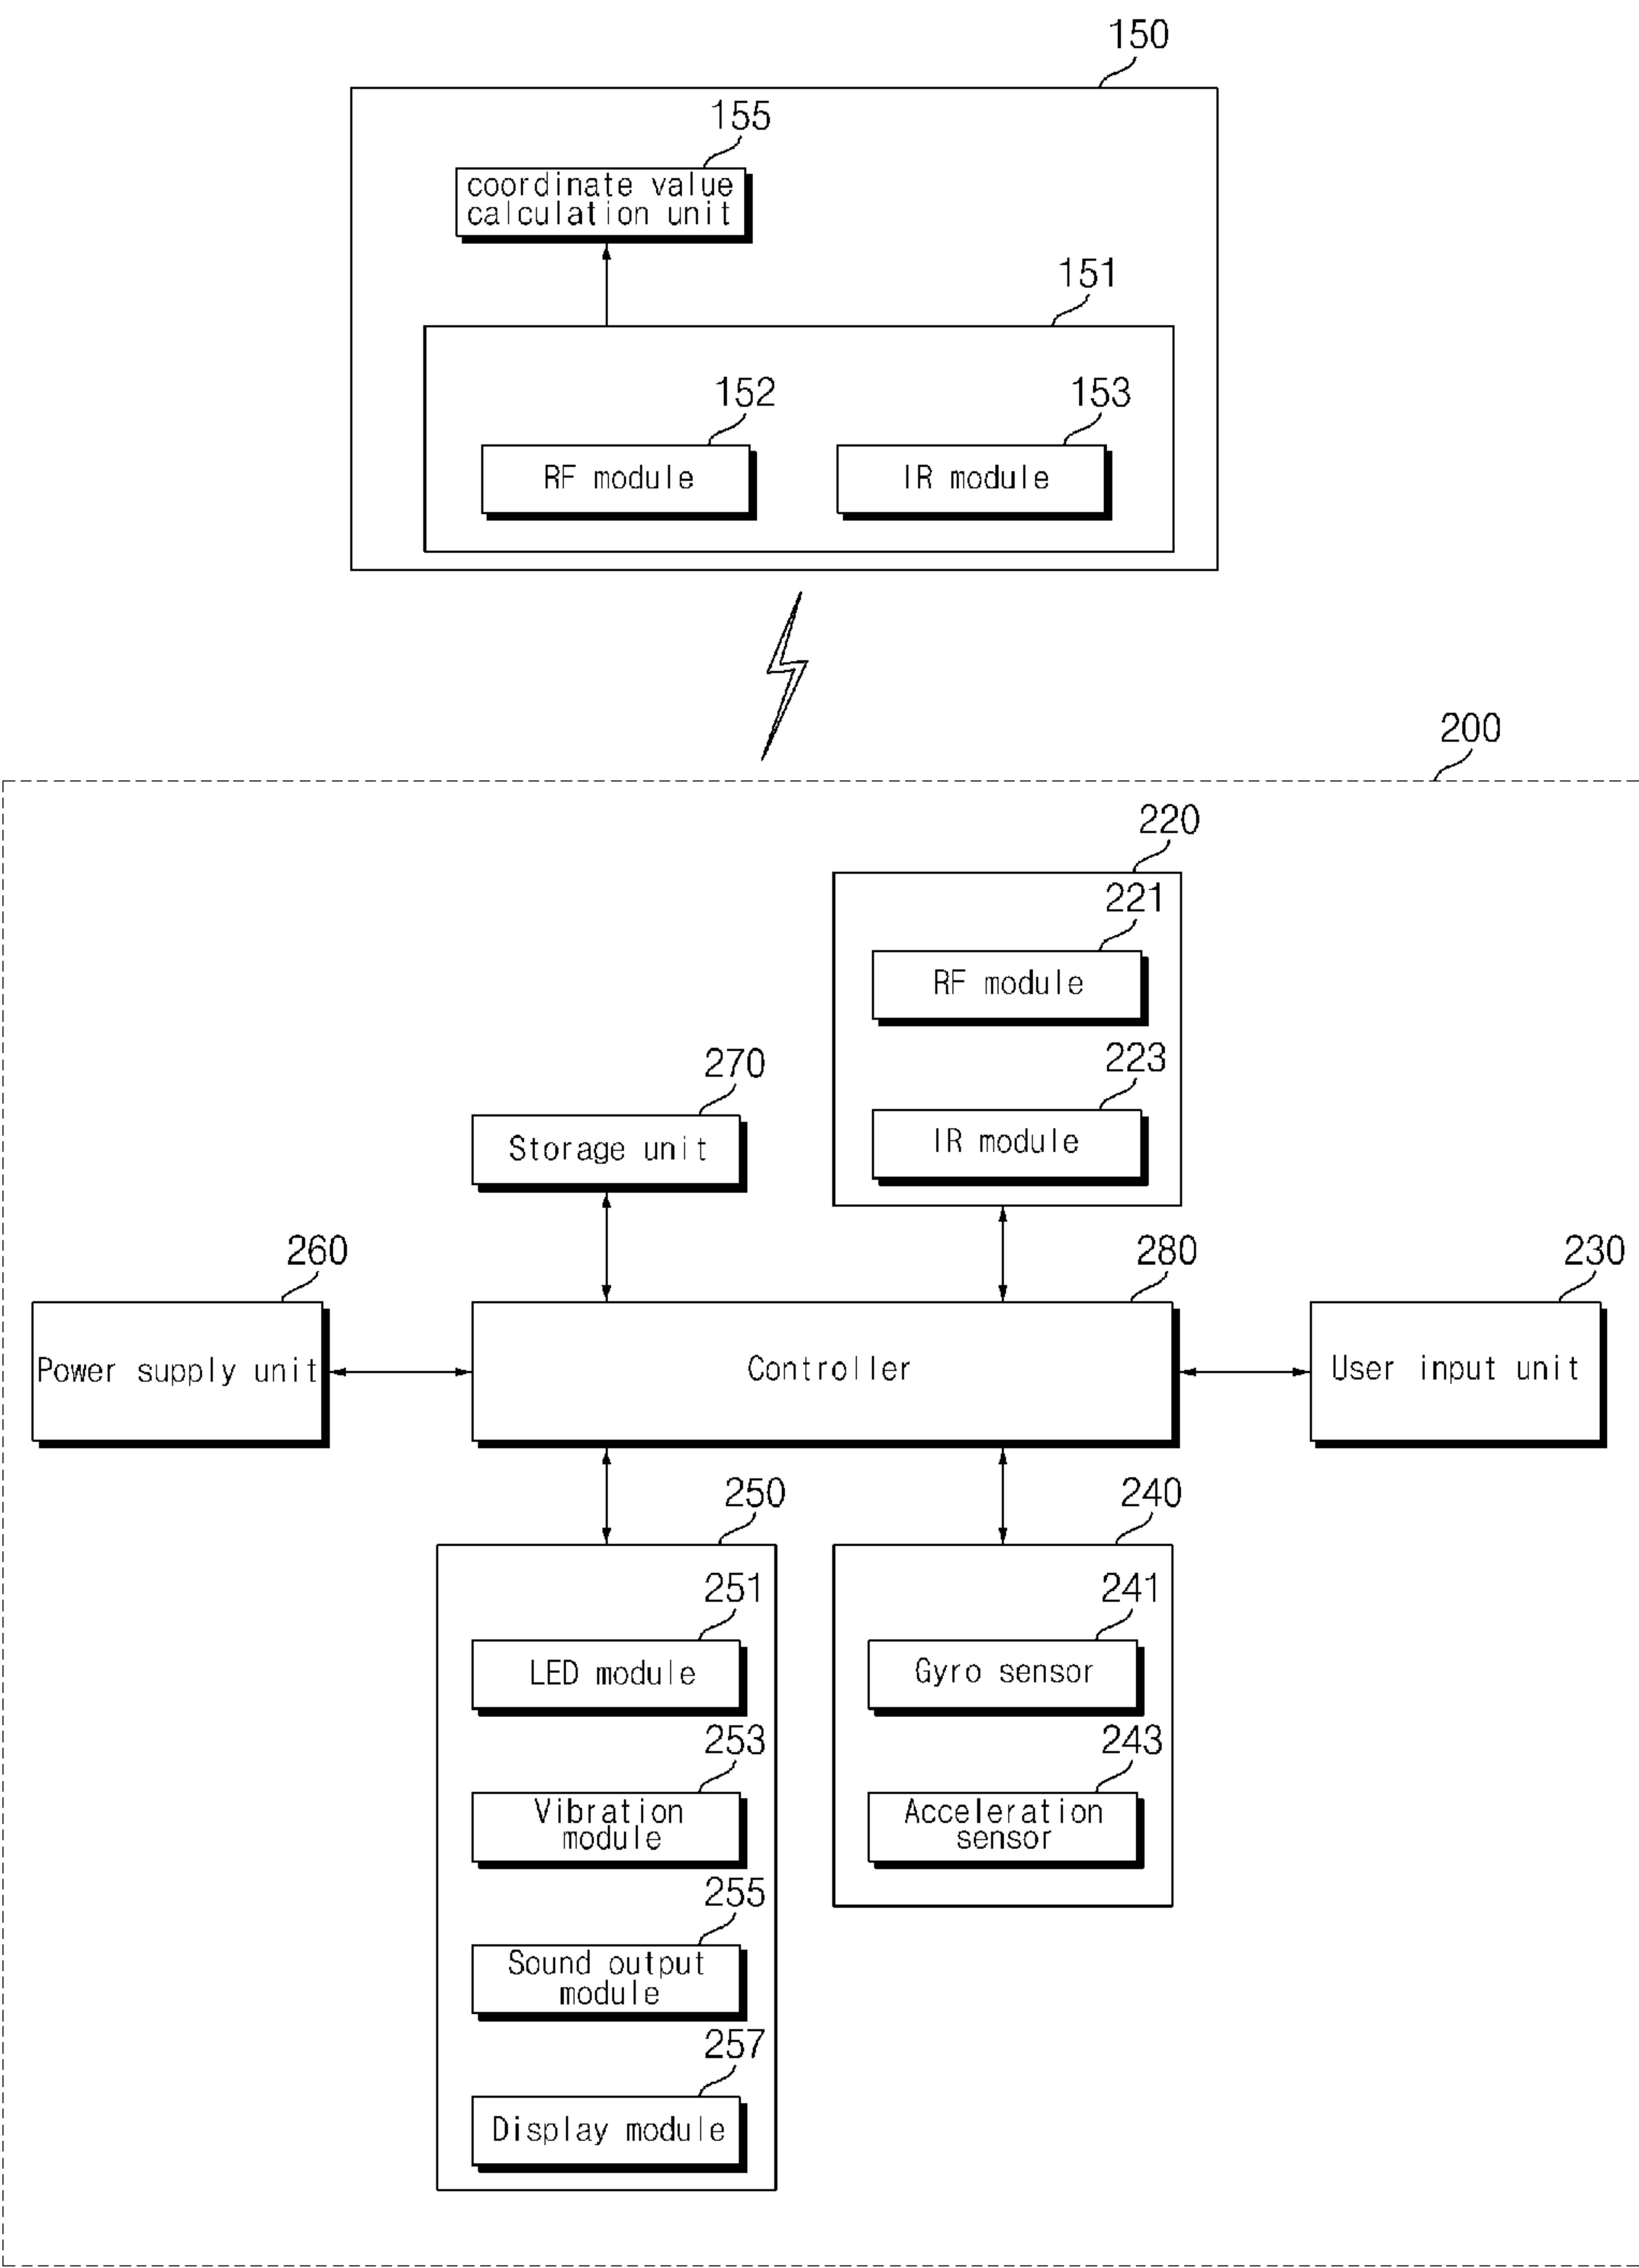 150
155
coordinate value
calculation unit
151
152
153
RF module
IR module
200
220
221
RF module
270
223
Storage unit
IR module
260
280
230
Power supply unit
Controller
User input unit
250
240
251
241
LED module
Gyro sensor
253
243
Vibration
module
Acceleration
sensor
255
Sound output
module
257
Display module